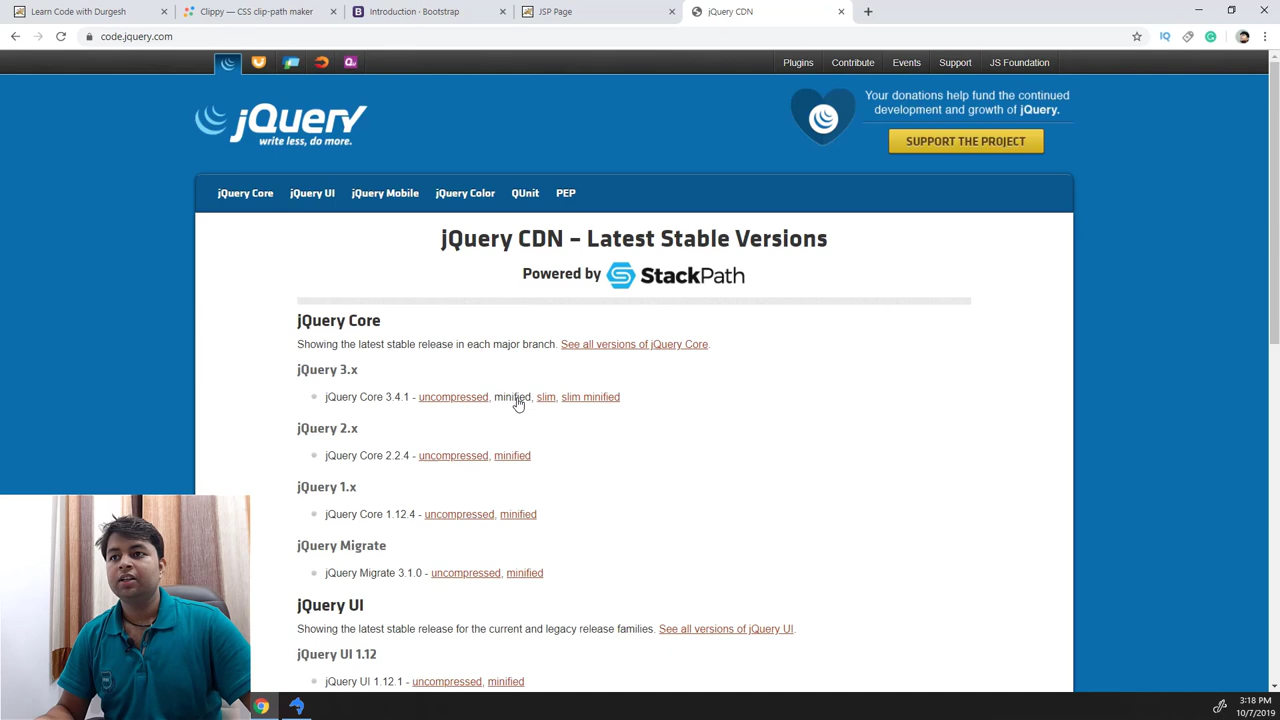 Learn Code with Durgesh
Clippy — CSS clip-path maker
Introduction · Bootstrap
JSP Page
jQuery CDN
code.jquery.com
IQ
Plugins
Contribute
Events
Support
JS Foundation
jQuery
write less, do more.
Your donations help fund the continued
development and growth of jQuery.
SUPPORT THE PROJECT
jQuery Core
jQuery UI
jQuery Mobile
jQuery Color
QUnit
PEP
jQuery CDN – Latest Stable Versions
Powered by StackPath
jQuery Core
Showing the latest stable release in each major branch. See all versions of jQuery Core.
jQuery 3.x
jQuery Core 3.4.1 - uncompressed, minified, slim, slim minified
jQuery 2.x
jQuery Core 2.2.4 - uncompressed, minified
jQuery 1.x
jQuery Core 1.12.4 - uncompressed, minified
jQuery Migrate
jQuery Migrate 3.1.0 - uncompressed, minified
jQuery UI
Showing the latest stable release for the current and legacy release families. See all versions of jQuery UI.
jQuery UI 1.12
jQuery UI 1.12.1 - uncompressed, minified
3:18 PM
10/7/2019